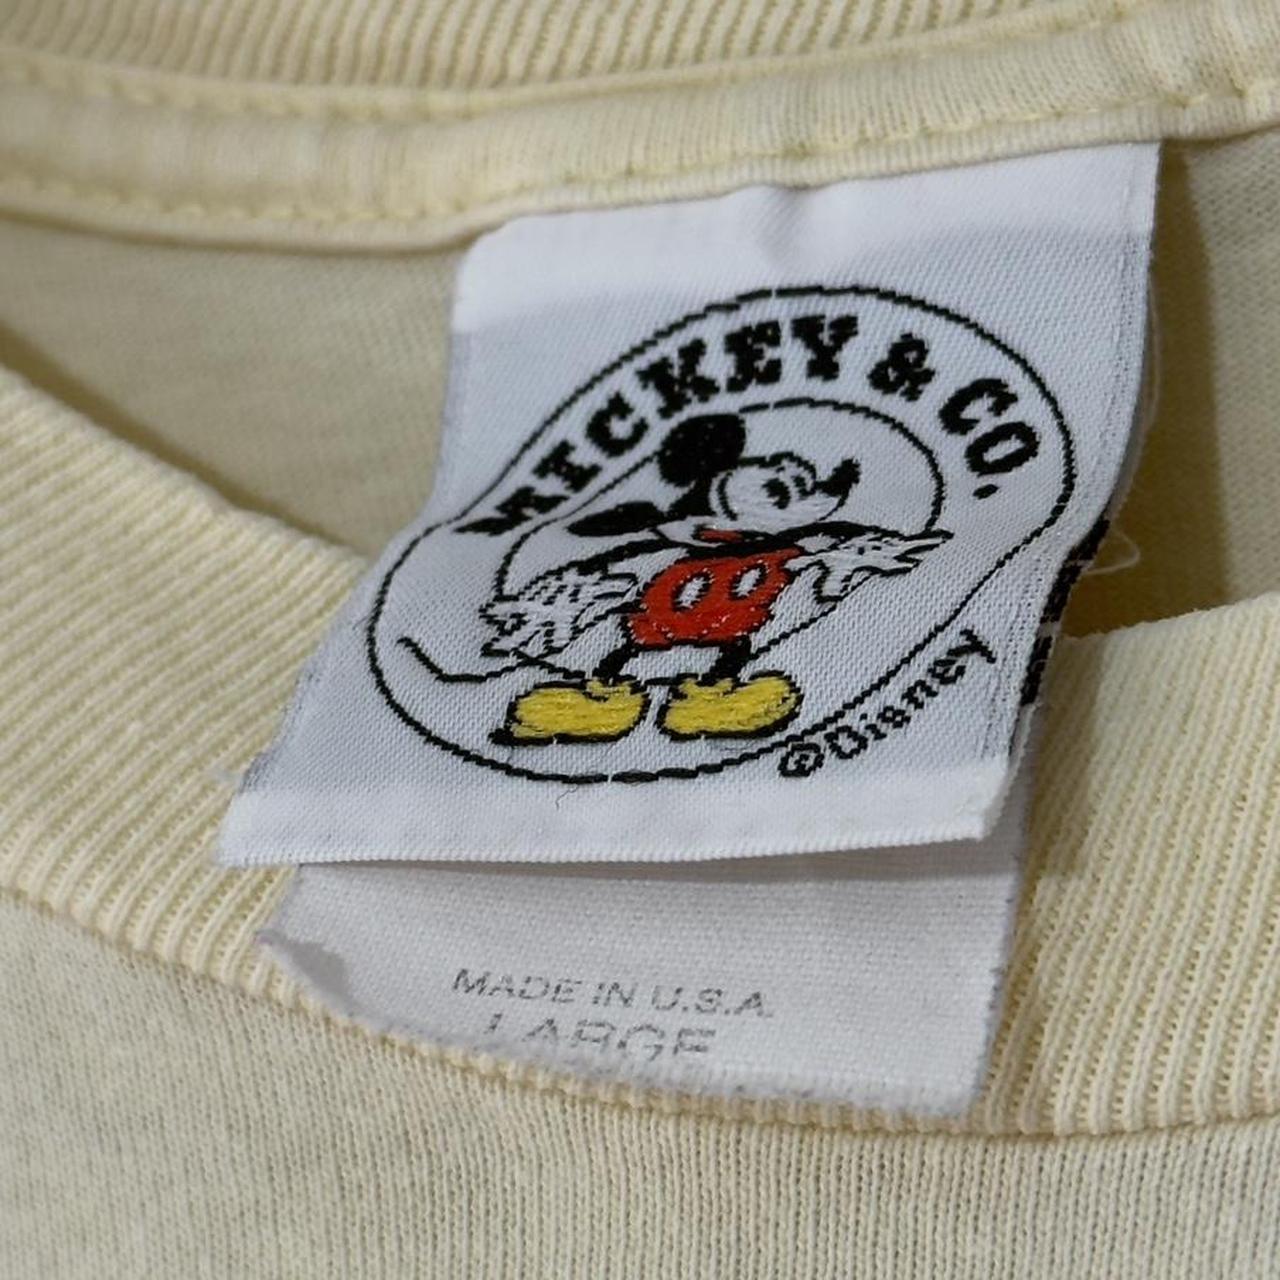 MICKEY & CO.
©Disney
MADE IN U.S.A.
LARGE